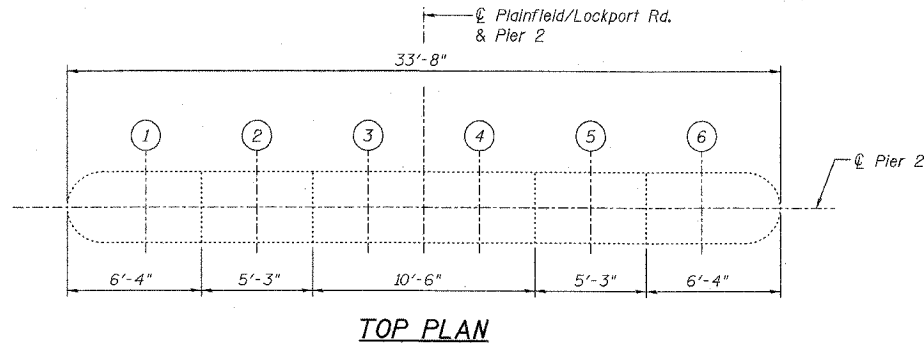 ℄ Plainfield/Lockport Rd.
& Pier 2
33'-8"
1 2 3 4 5 6
℄ Pier 2
6'-4" 5'-3" 10'-6" 5'-3" 6'-4"
TOP PLAN